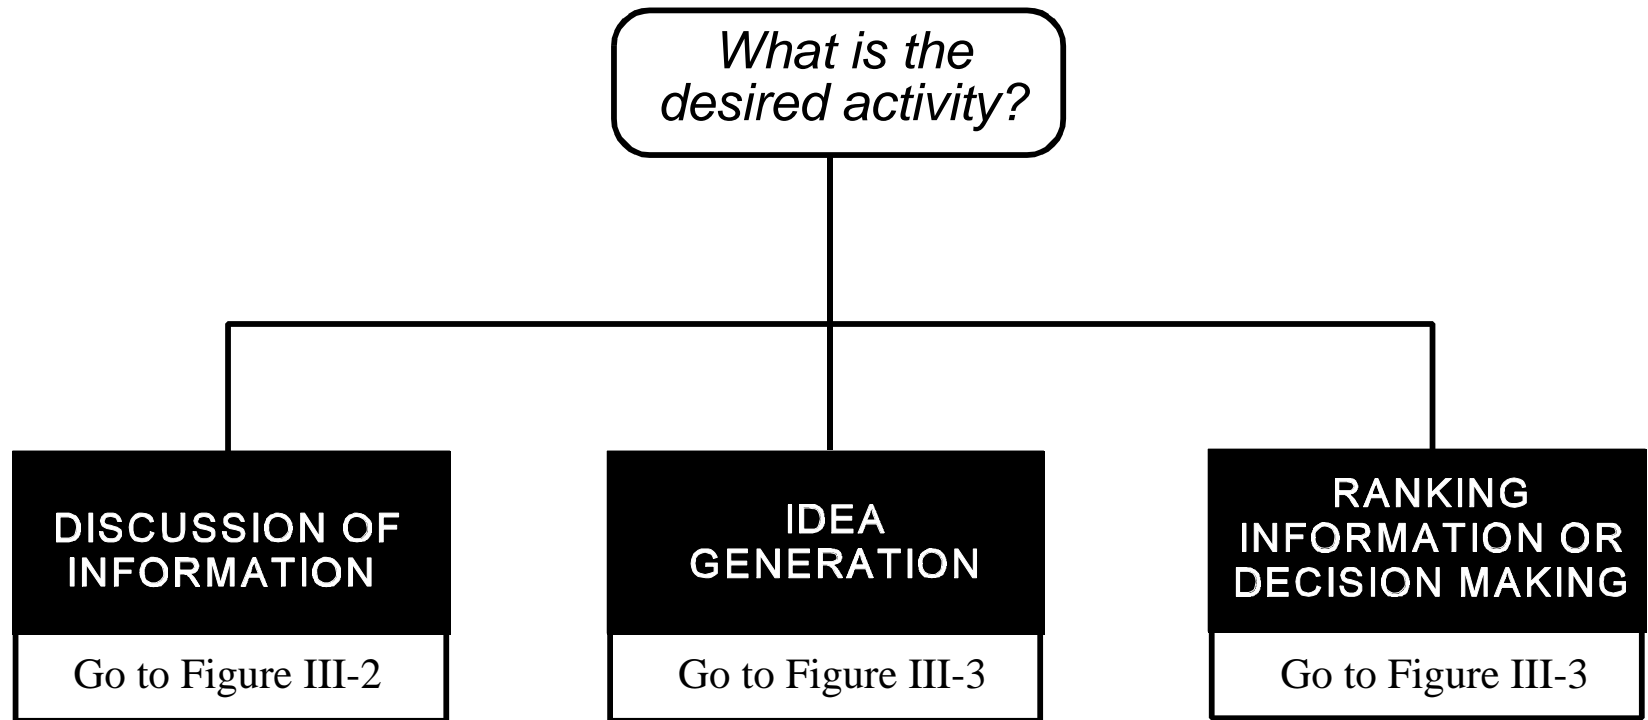 What is the
desired activity?
DISCUSSION OF
INFORMATION
Go to Figure III-2
IDEA
GENERATION
Go to Figure III-3
RANKING
INFORMATION OR
DECISION MAKING
Go to Figure III-3